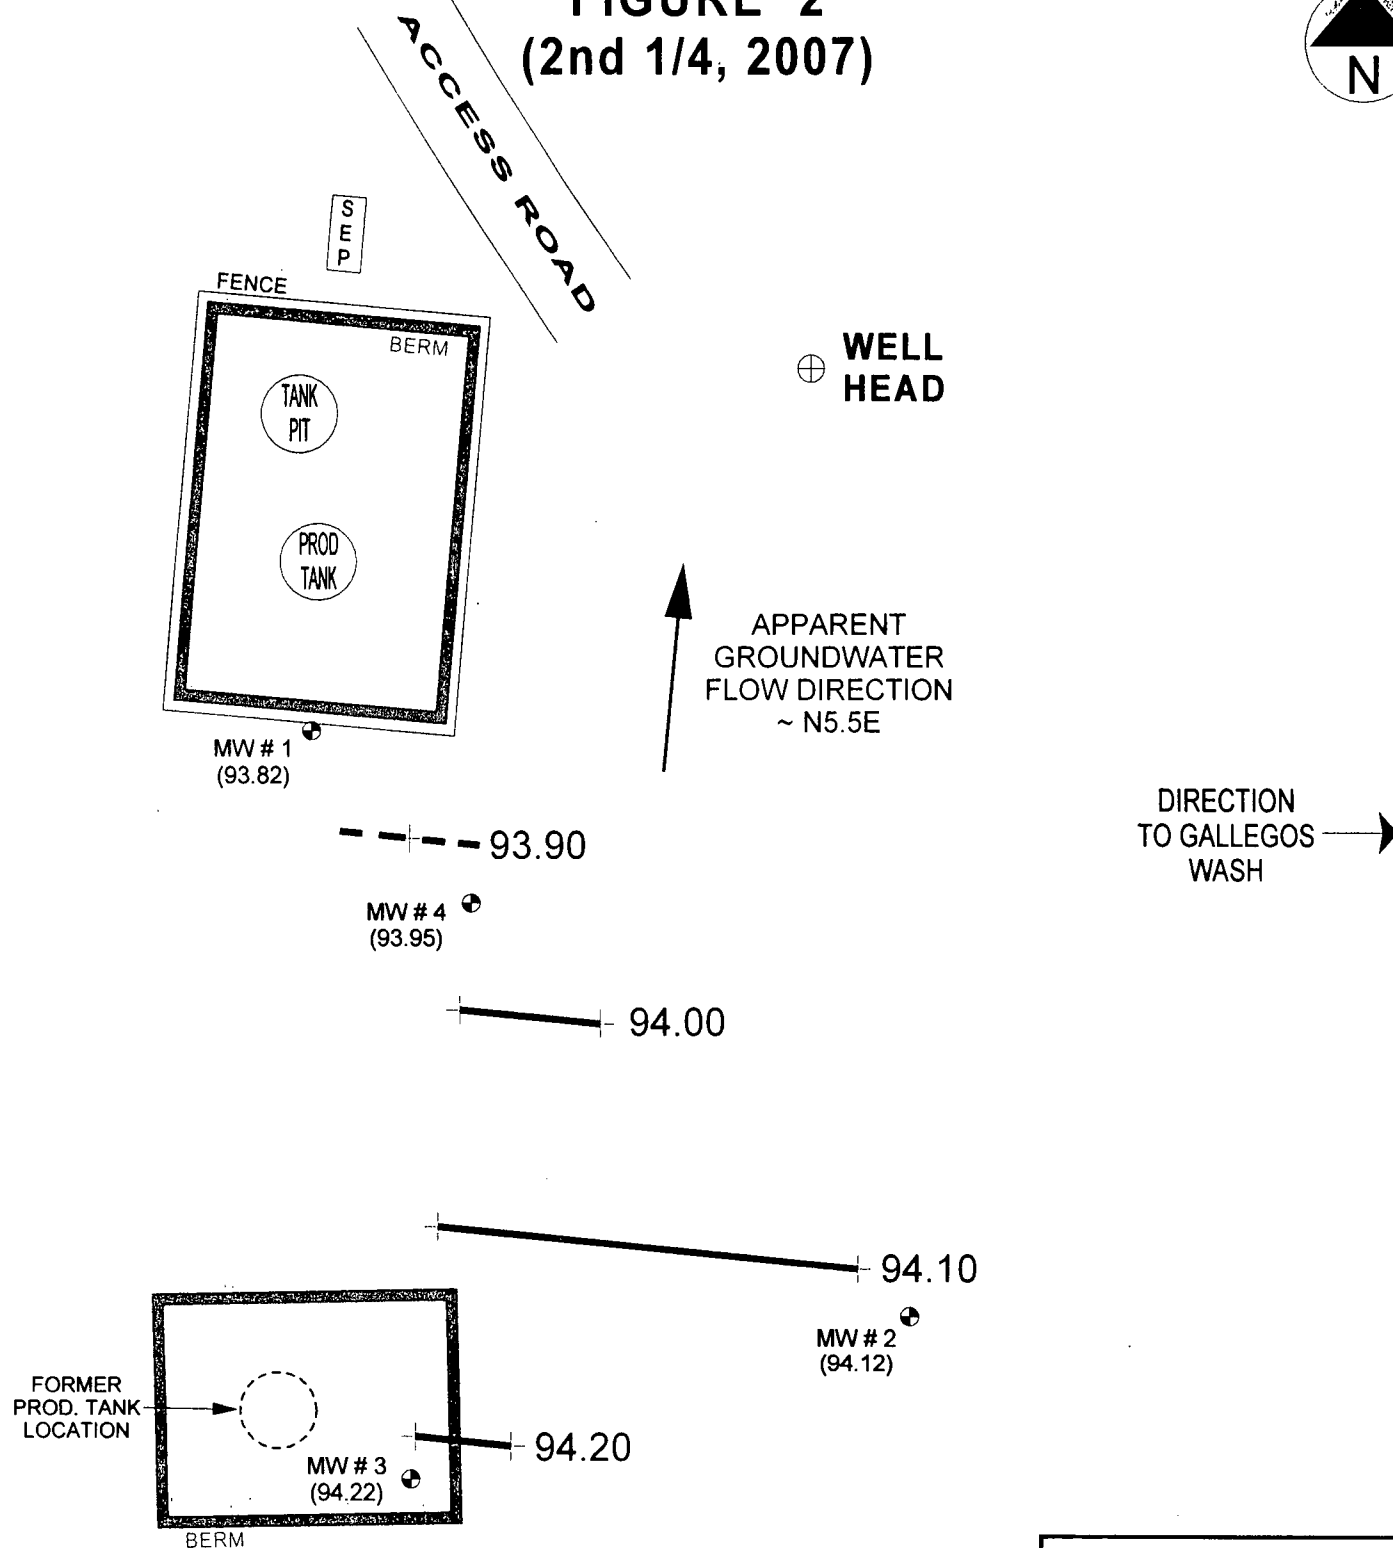 FIGURE 2
(2nd 1/4, 2007)
N
ACCESS ROAD
S
E
P
FENCE
BERM
WELL
HEAD
TANK
PIT
PROD
TANK
APPARENT
GROUNDWATER
FLOW DIRECTION
~ N5.5E
MW # 1
(93.82)
DIRECTION
TO GALLEGOS
WASH
93.90
MW # 4
(93.95)
94.00
94.10
MW # 2
(94.12)
FORMER
PROD. TANK
LOCATION
94.20
MW # 3
(94.22)
BERM